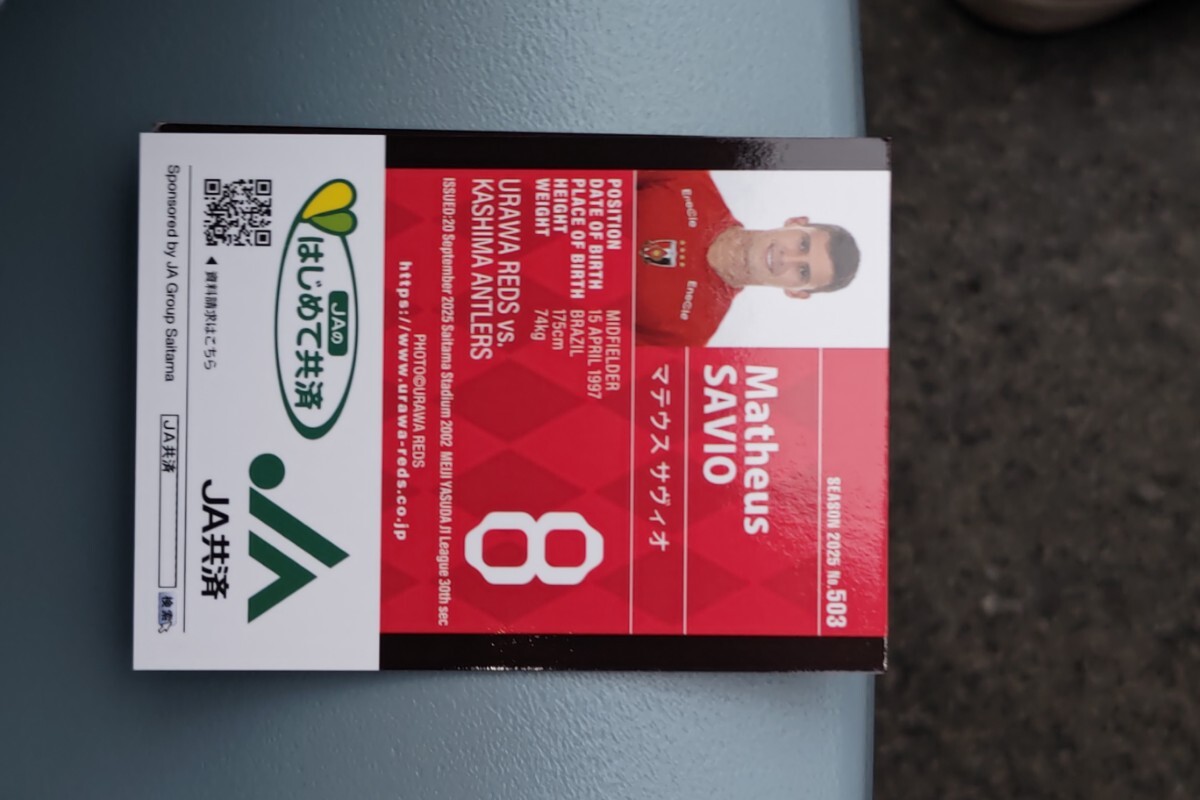 SEASON 2025 No.503
Matheus
SAVIO
マテウス サヴィオ
Enecle
Enecle
POSITION MIDFIELDER
DATE OF BIRTH 15 APRIL 1997
PLACE OF BIRTH BRAZIL
HEIGHT 175cm
WEIGHT 74kg
8
URAWA REDS vs.
KASHIMA ANTLERS
ISSUED:20 September 2025 Saitama Stadium 2002 MEIJI YASUDA J1 League 30th sec
PHOTO©URAWA REDS
https://www.urawa-reds.co.jp
JAの
はじめて共済
JA共済
◀ 資料請求はこちら
Sponsored by JA Group Saitama
JA共済
検索